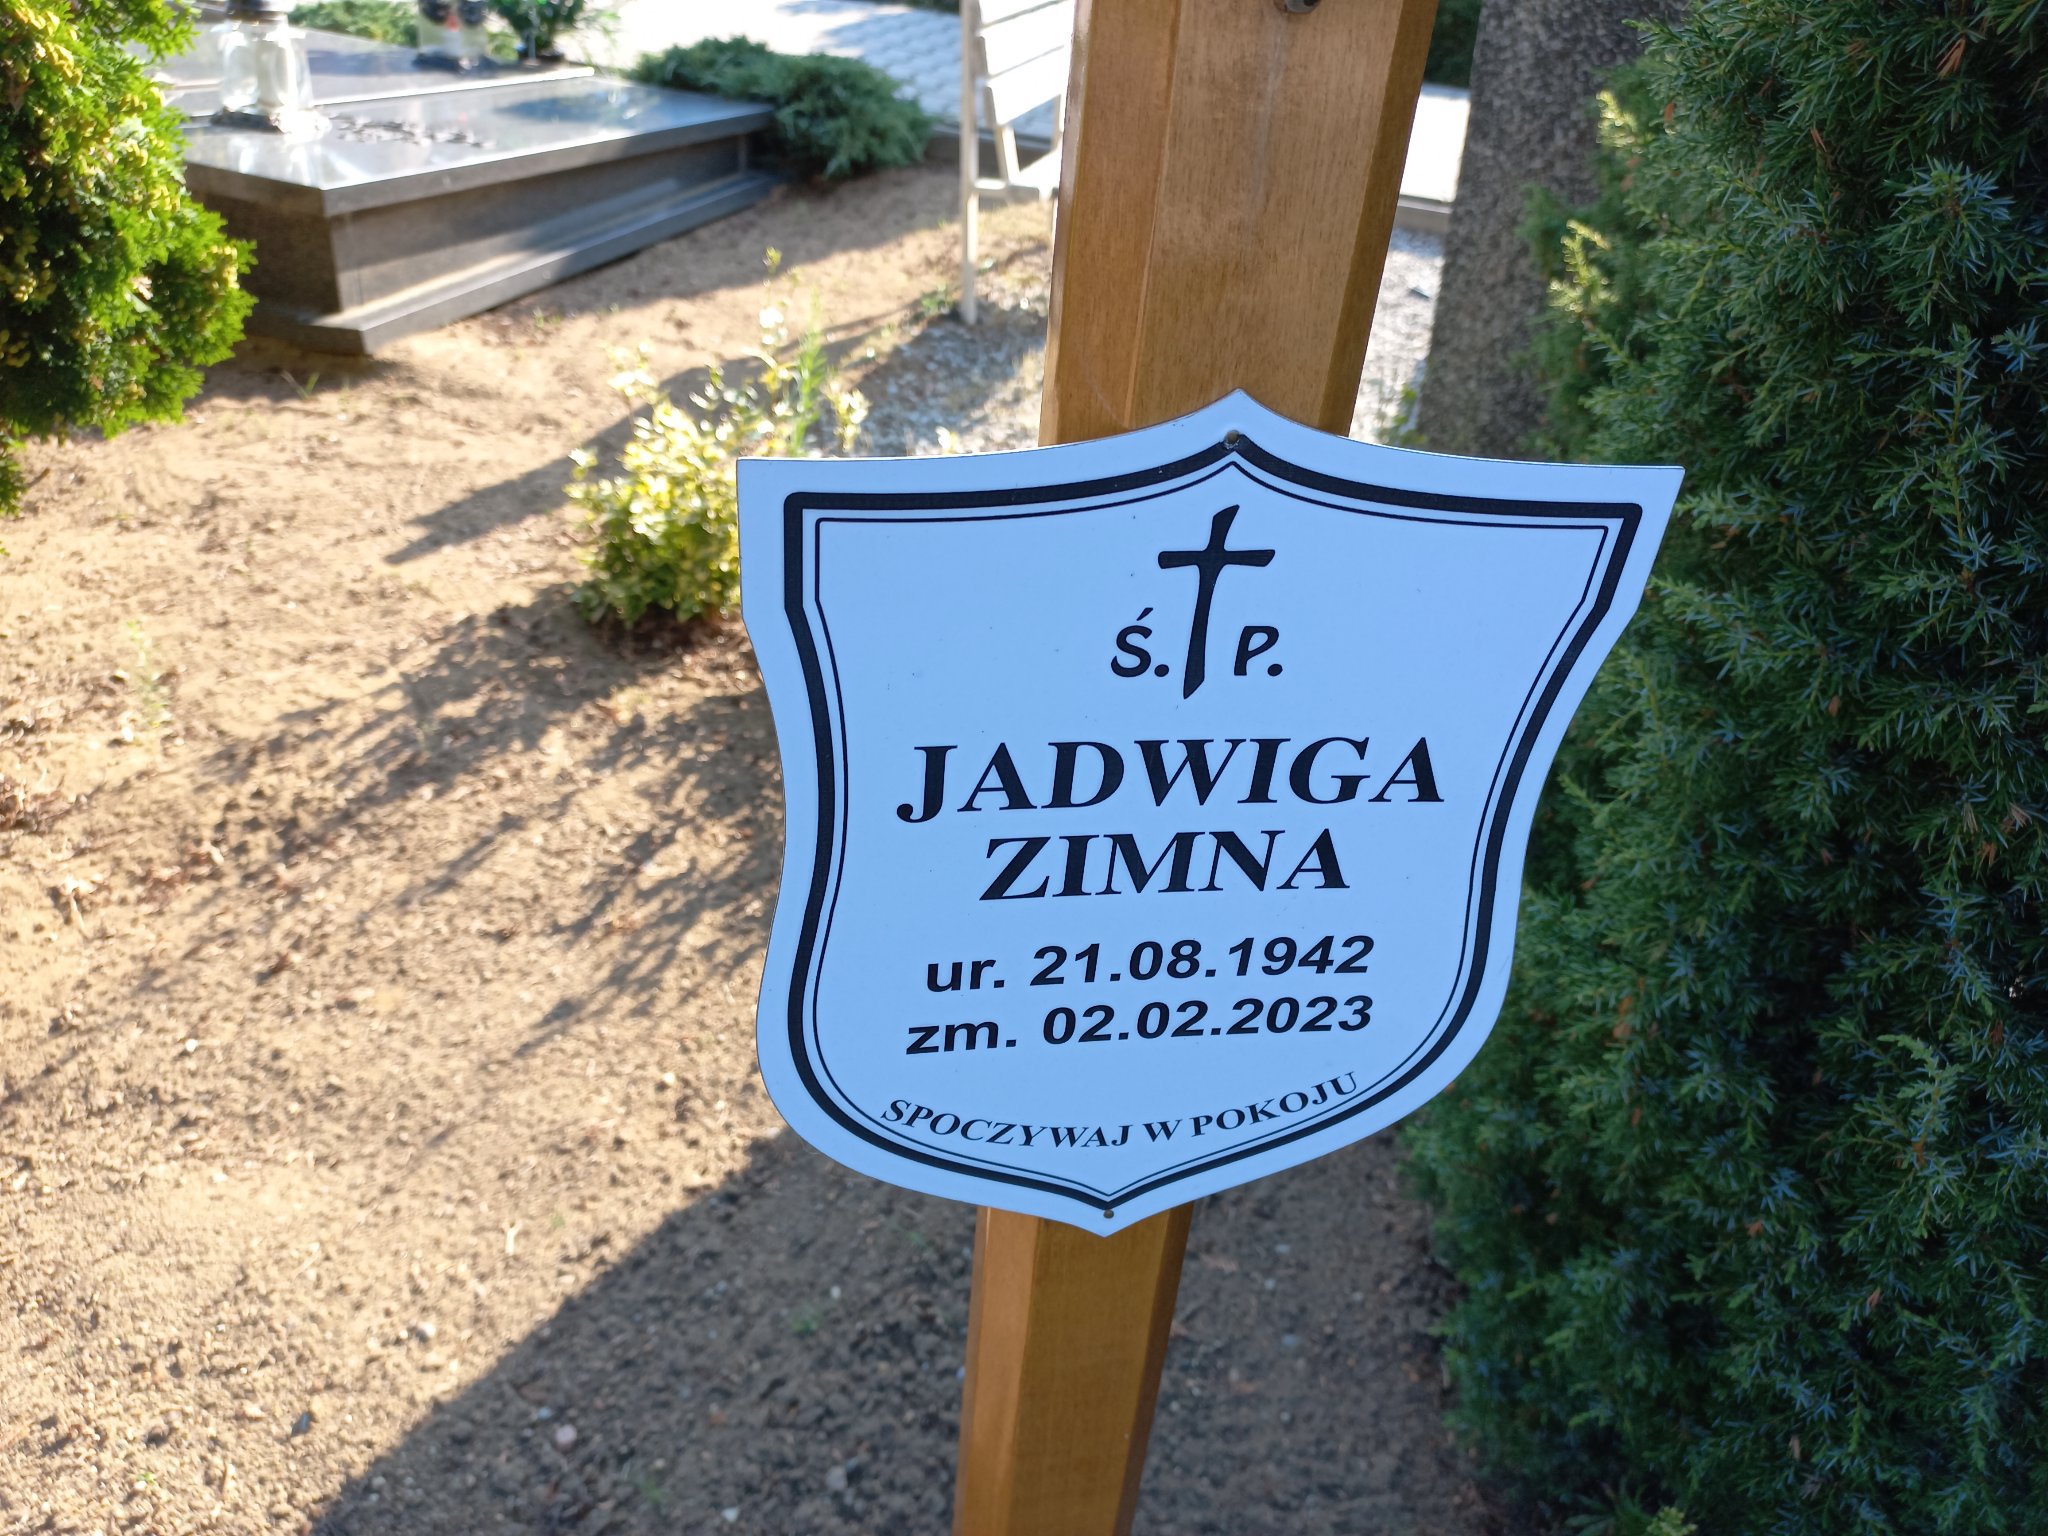 Ś. P.
JADWIGA
ZIMNA
ur. 21.08.1942
zm. 02.02.2023
SPOCZYWAJ W POKOJU